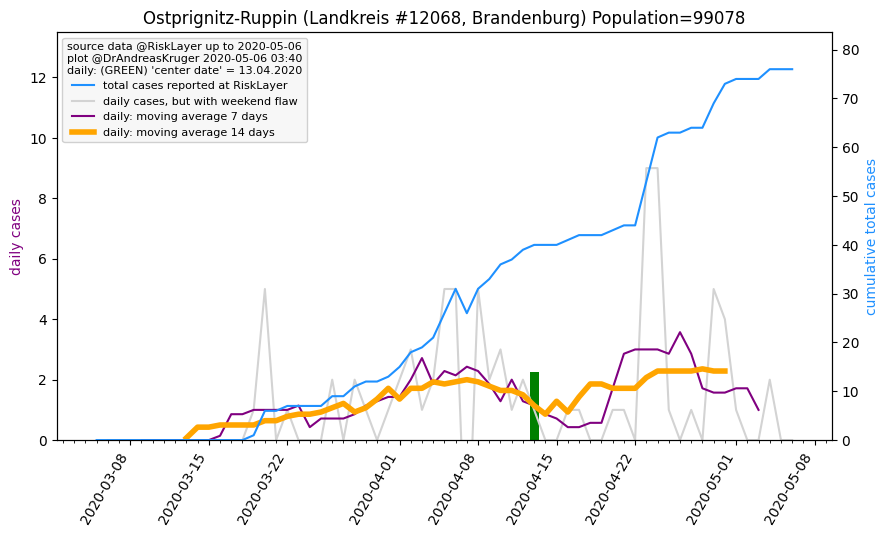 Ostprignitz-Ruppin (Landkreis #12068, Brandenburg) Population=99078
source data @RiskLayer up to 2020-05-06
plot @DrAndreasKruger 2020-05-06 03:40
daily: (GREEN) 'center date' = 13.04.2020
total cases reported at RiskLayer
daily cases, but with weekend flaw
daily: moving average 7 days
daily: moving average 14 days
daily cases
0
2
4
6
8
10
12
cumulative total cases
0
10
20
30
40
50
60
70
80
2020-03-08
2020-03-15
2020-03-22
2020-04-01
2020-04-08
2020-04-15
2020-04-22
2020-05-01
2020-05-08